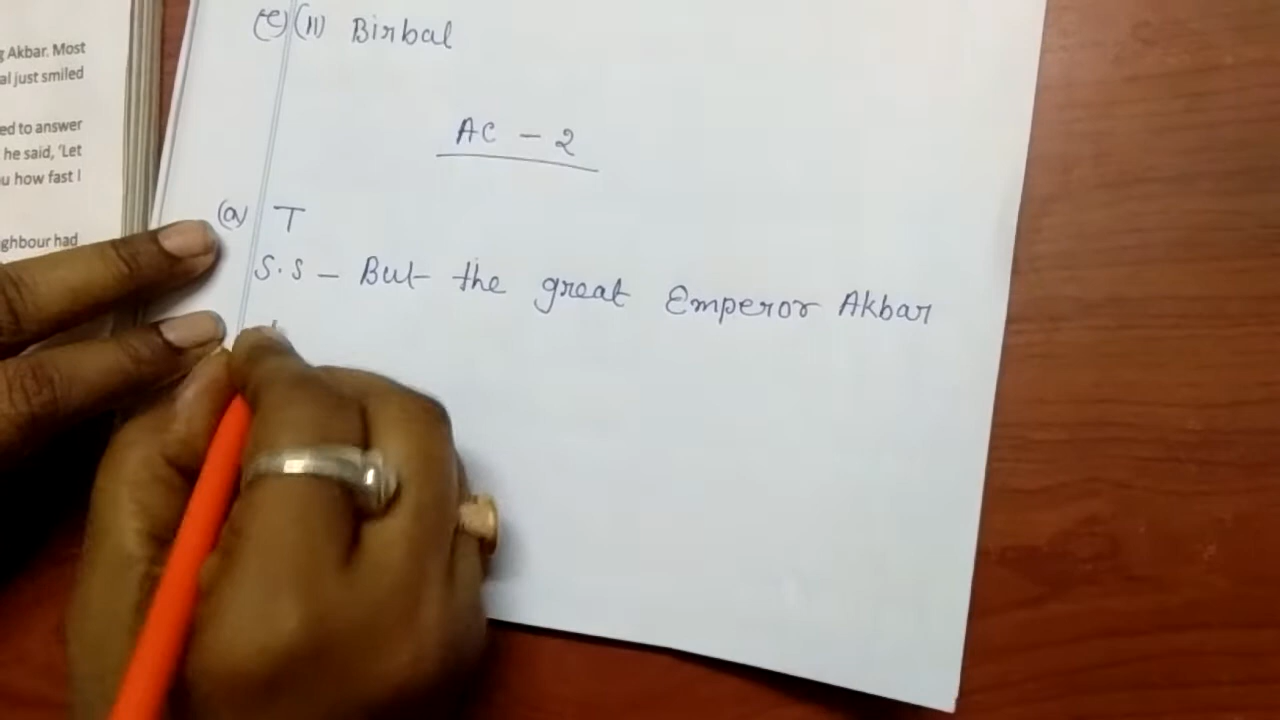 g Akbar. Most
al just smiled
ed to answer
he said, ‘Let
u how fast I
ighbour had
(e) (ii) Birbal
AC - 2
(a) T
S.S - But the great Emperor Akbar